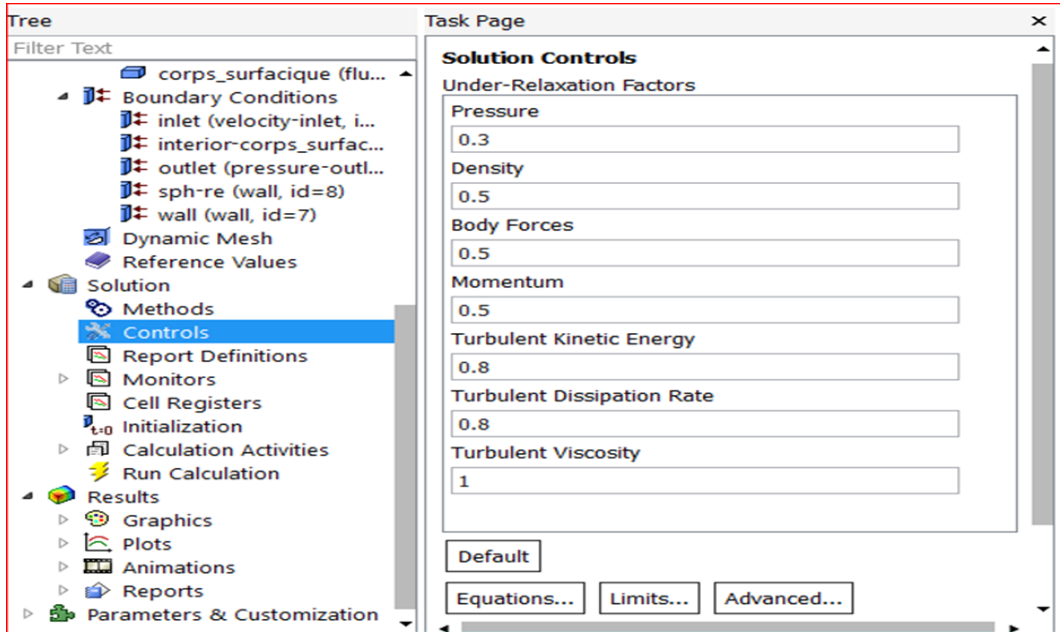 Tree
Filter Text
corps_surfacique (flu...
Boundary Conditions
inlet (velocity-inlet, i...
interior-corps_surfac...
outlet (pressure-outl...
sph-re (wall, id=8)
wall (wall, id=7)
Dynamic Mesh
Reference Values
Solution
Methods
Controls
Report Definitions
Monitors
Cell Registers
t=0 Initialization
Calculation Activities
Run Calculation
Results
Graphics
Plots
Animations
Reports
Parameters & Customization
Task Page
Solution Controls
Under-Relaxation Factors
Pressure
0.3
Density
0.5
Body Forces
0.5
Momentum
0.5
Turbulent Kinetic Energy
0.8
Turbulent Dissipation Rate
0.8
Turbulent Viscosity
1
Default
Equations... Limits... Advanced...